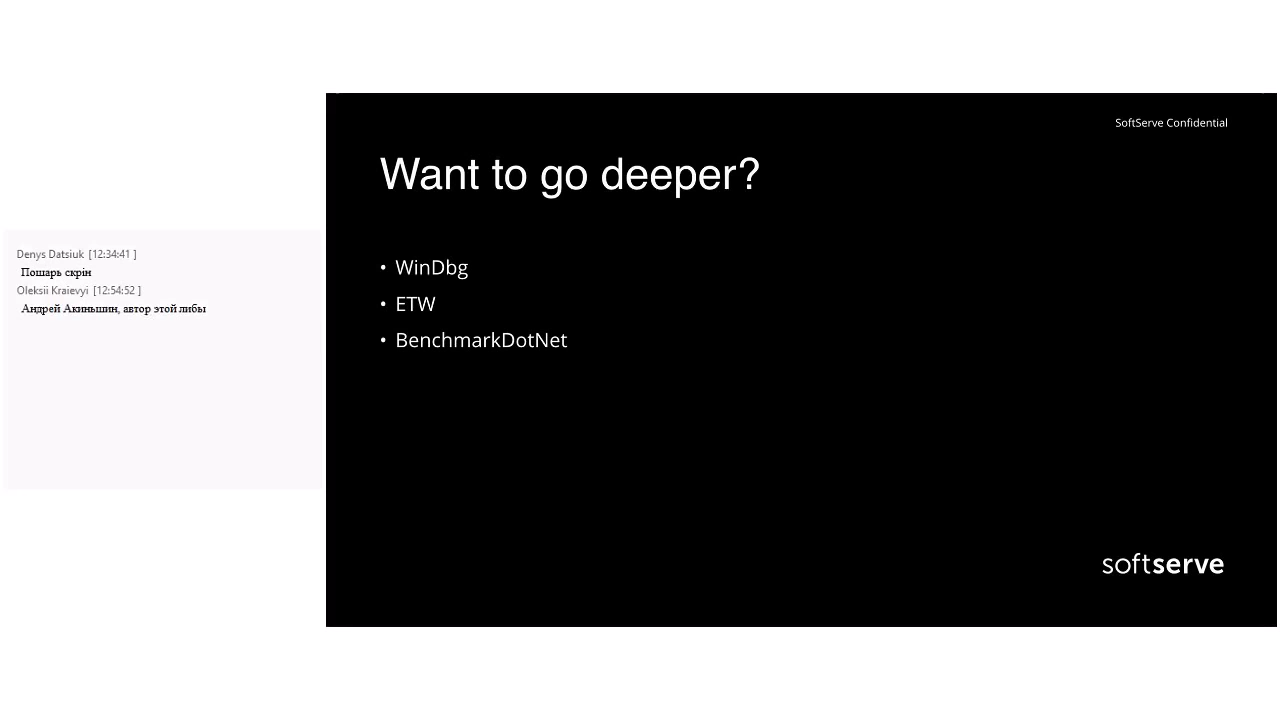 Denys Datsiuk [12:34:41 ]
Пошарь скрін
Oleksii Kraievyi [12:54:52 ]
Андрей Акиньшин, автор этой либы
SoftServe Confidential
Want to go deeper?
• WinDbg
• ETW
• BenchmarkDotNet
softserve